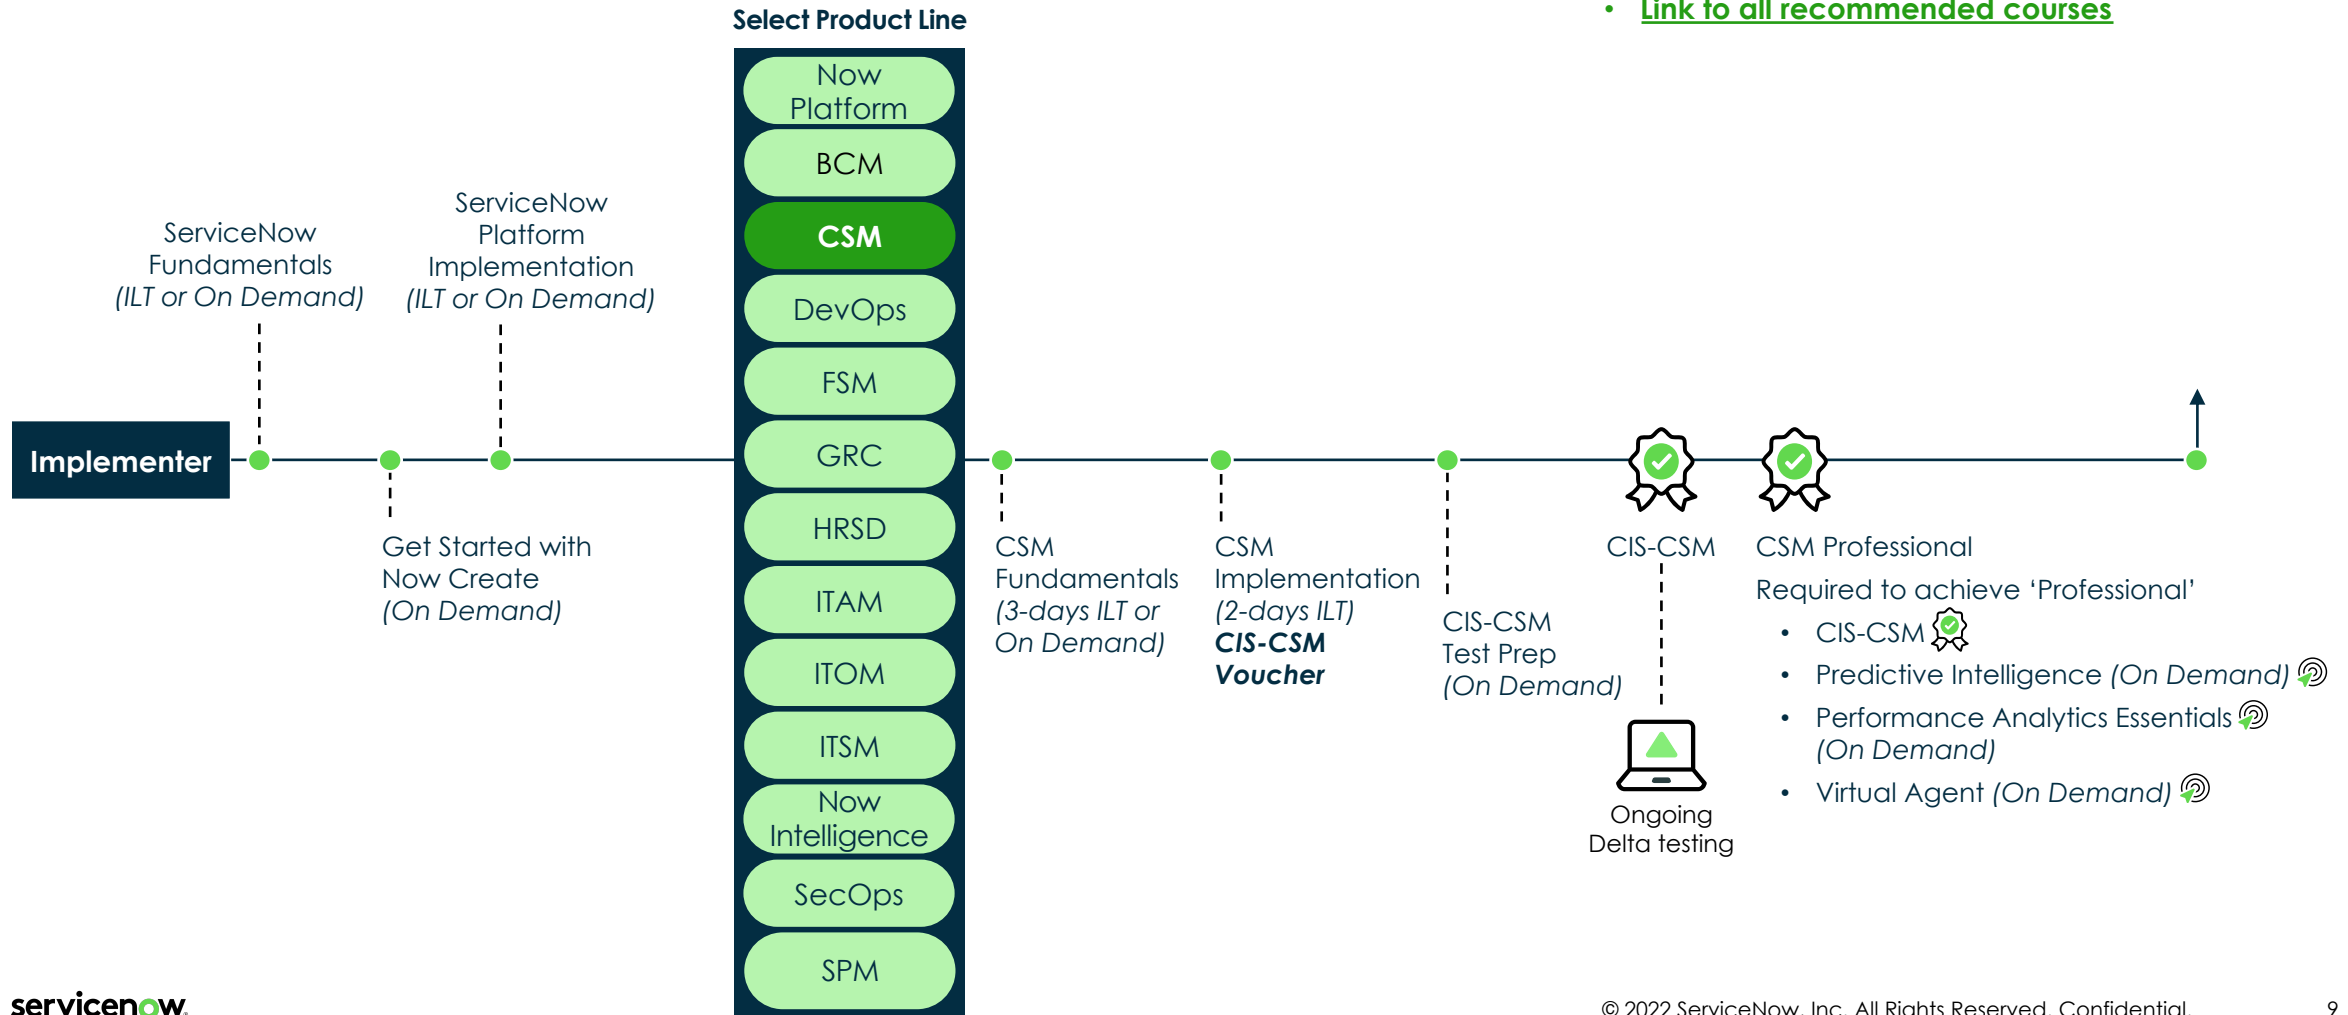 Select Product Line
• Link to all recommended courses
Now
Platform
BCM
CSM
DevOps
FSM
GRC
HRSD
ITAM
ITOM
ITSM
Now
Intelligence
SecOps
SPM
Implementer
ServiceNow
Fundamentals
(ILT or On Demand)
Get Started with
Now Create
(On Demand)
ServiceNow
Platform
Implementation
(ILT or On Demand)
CSM
Fundamentals
(3-days ILT or
On Demand)
CSM
Implementation
(2-days ILT)
CIS-CSM
Voucher
CIS-CSM
Test Prep
(On Demand)
CIS-CSM
Ongoing
Delta testing
CSM Professional
Required to achieve ‘Professional’
• CIS-CSM
• Predictive Intelligence (On Demand)
• Performance Analytics Essentials
(On Demand)
• Virtual Agent (On Demand)
servicenow
© 2022 ServiceNow, Inc. All Rights Reserved. Confidential.
9